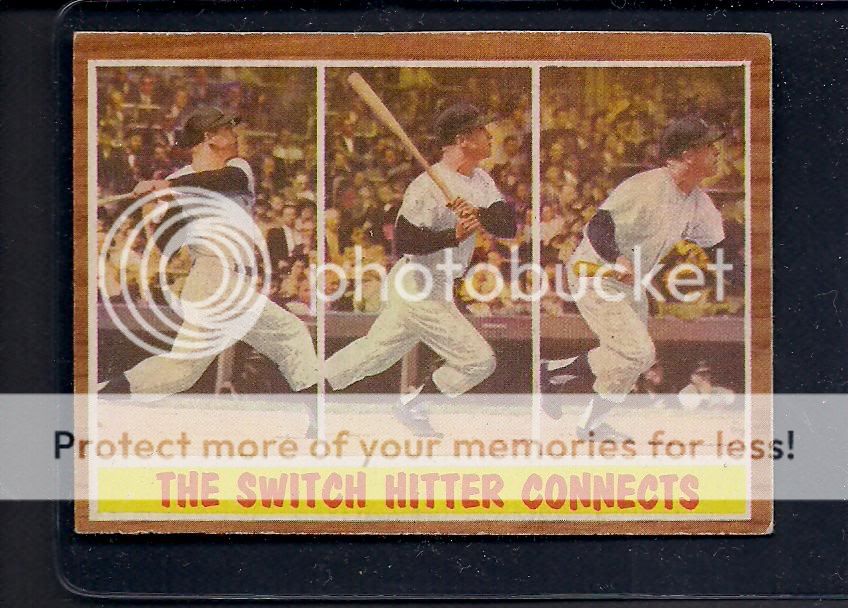 photobucket
Protect more of your memories for less!
THE SWITCH HITTER CONNECTS